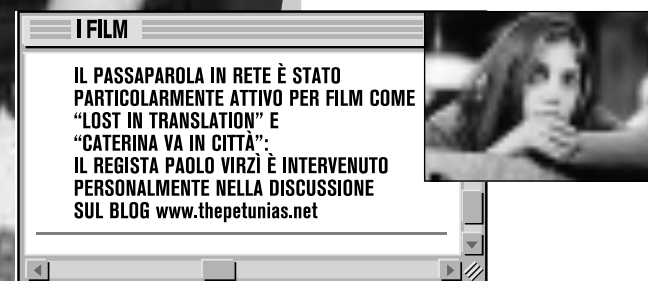 I FILM
IL PASSAPAROLA IN RETE È STATO
PARTICOLARMENTE ATTIVO PER FILM COME
“LOST IN TRANSLATION” E
“CATERINA VA IN CITTÀ”:
IL REGISTA PAOLO VIRZÌ È INTERVENUTO
PERSONALMENTE NELLA DISCUSSIONE
SUL BLOG www.thepetunias.net